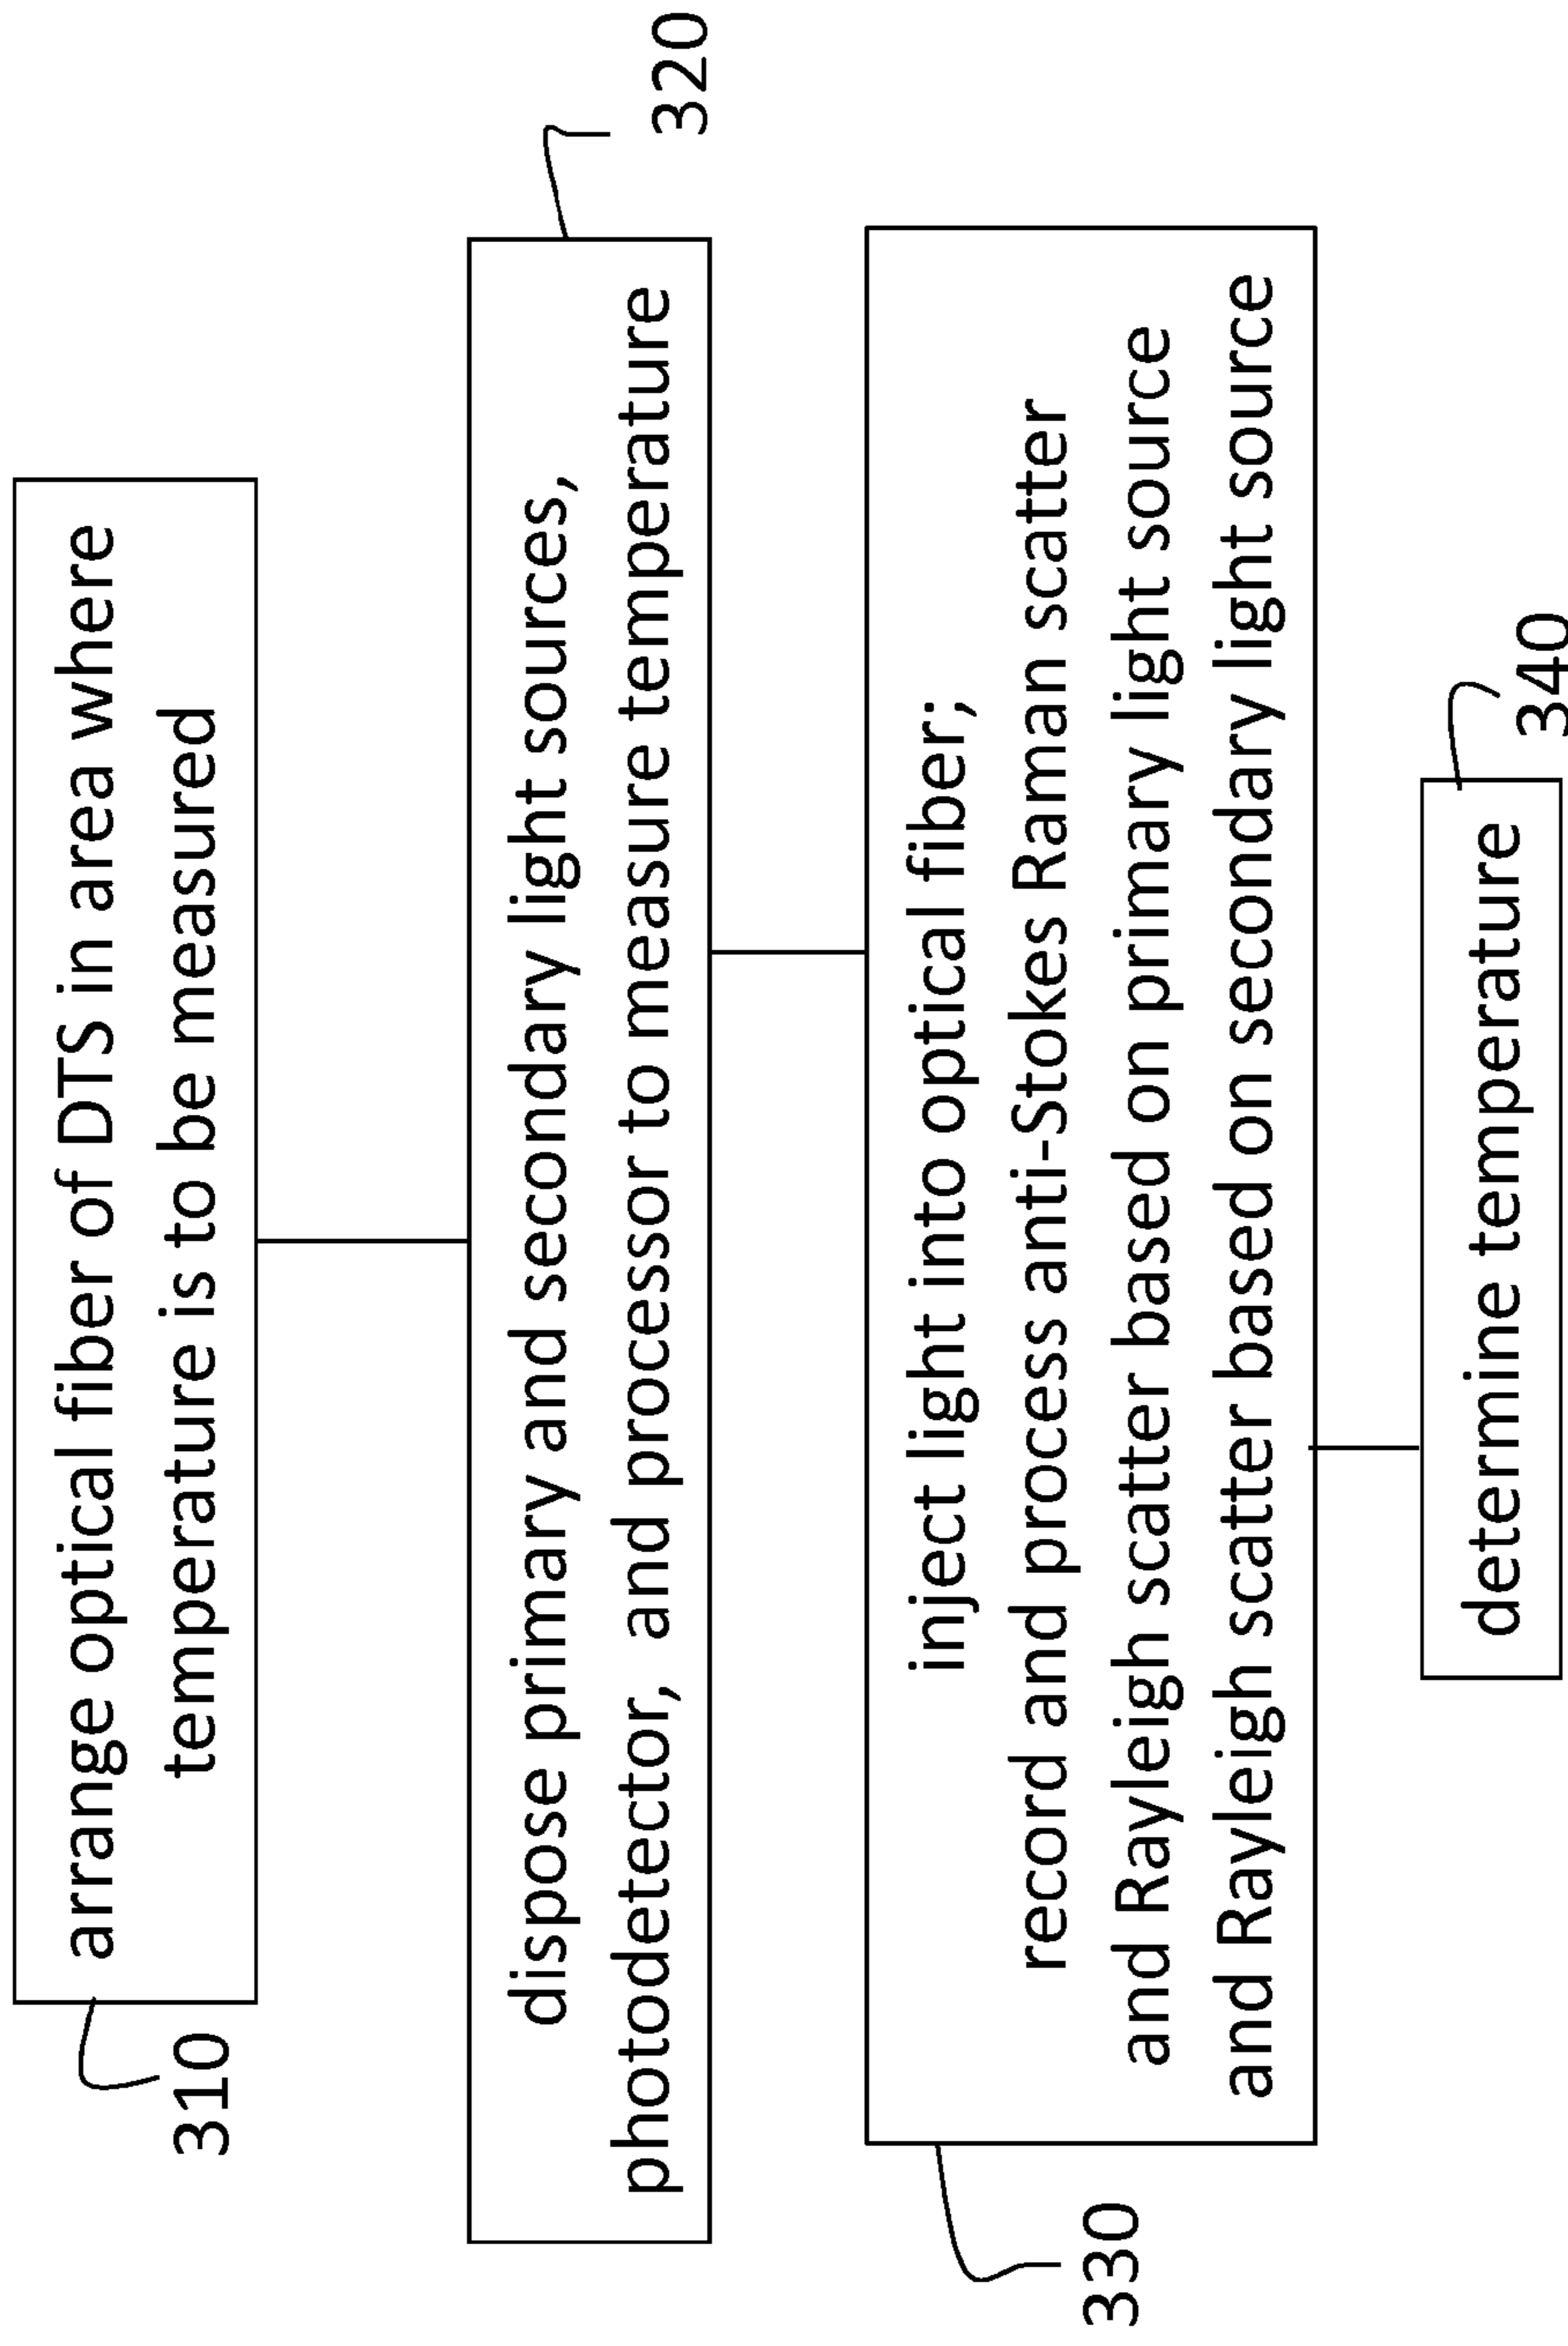 arrange optical fiber of DTS in area where
temperature is to be measured
310
dispose primary and secondary light sources,
photodetector, and processor to measure temperature
320
inject light into optical fiber;
record and process anti-Stokes Raman scatter
and Rayleigh scatter based on primary light source
and Rayleigh scatter based on secondary light source
330
determine temperature
340